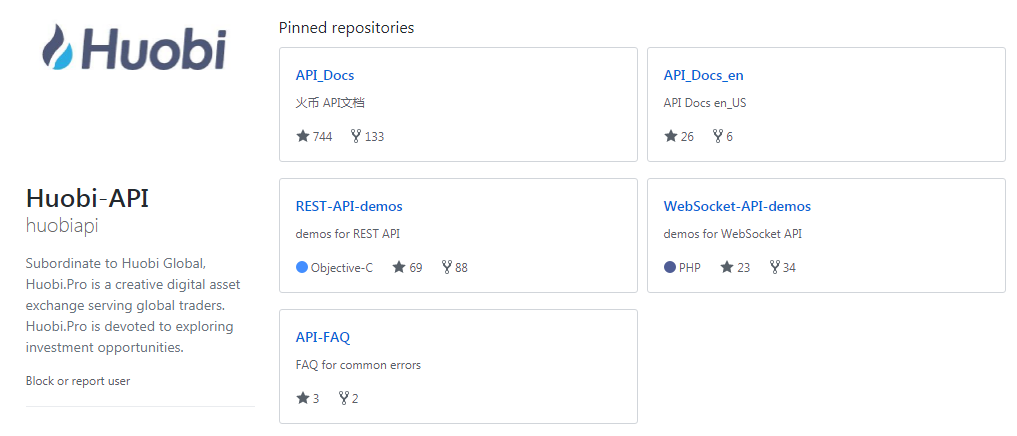 Huobi
Huobi-API
huobiapi
Subordinate to Huobi Global,
Huobi.Pro is a creative digital asset
exchange serving global traders.
Huobi.Pro is devoted to exploring
investment opportunities.
Block or report user
Pinned repositories
API_Docs
火币 API文档
744 133
API_Docs_en
API Docs en_US
26 6
REST-API-demos
demos for REST API
Objective-C 69 88
WebSocket-API-demos
demos for WebSocket API
PHP 23 34
API-FAQ
FAQ for common errors
3 2